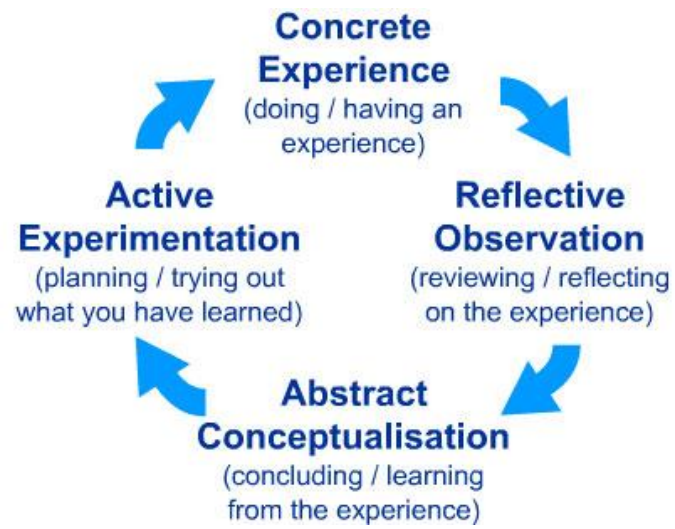 Concrete
Experience
(doing / having an
experience)
Reflective
Observation
(reviewing / reflecting
on the experience)
Abstract
Conceptualisation
(concluding / learning
from the experience)
Active
Experimentation
(planning / trying out
what you have learned)